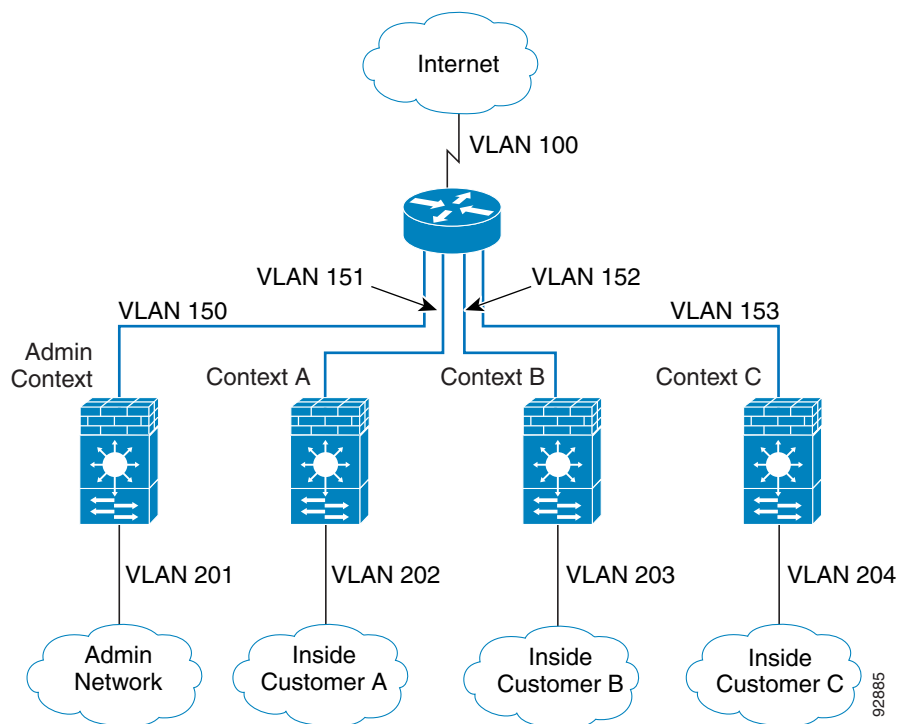 Internet
VLAN 100
VLAN 151
VLAN 152
VLAN 150
VLAN 153
Admin
Context
Context A
Context B
Context C
VLAN 201
VLAN 202
VLAN 203
VLAN 204
Admin
Network
Inside
Customer A
Inside
Customer B
Inside
Customer C
92885